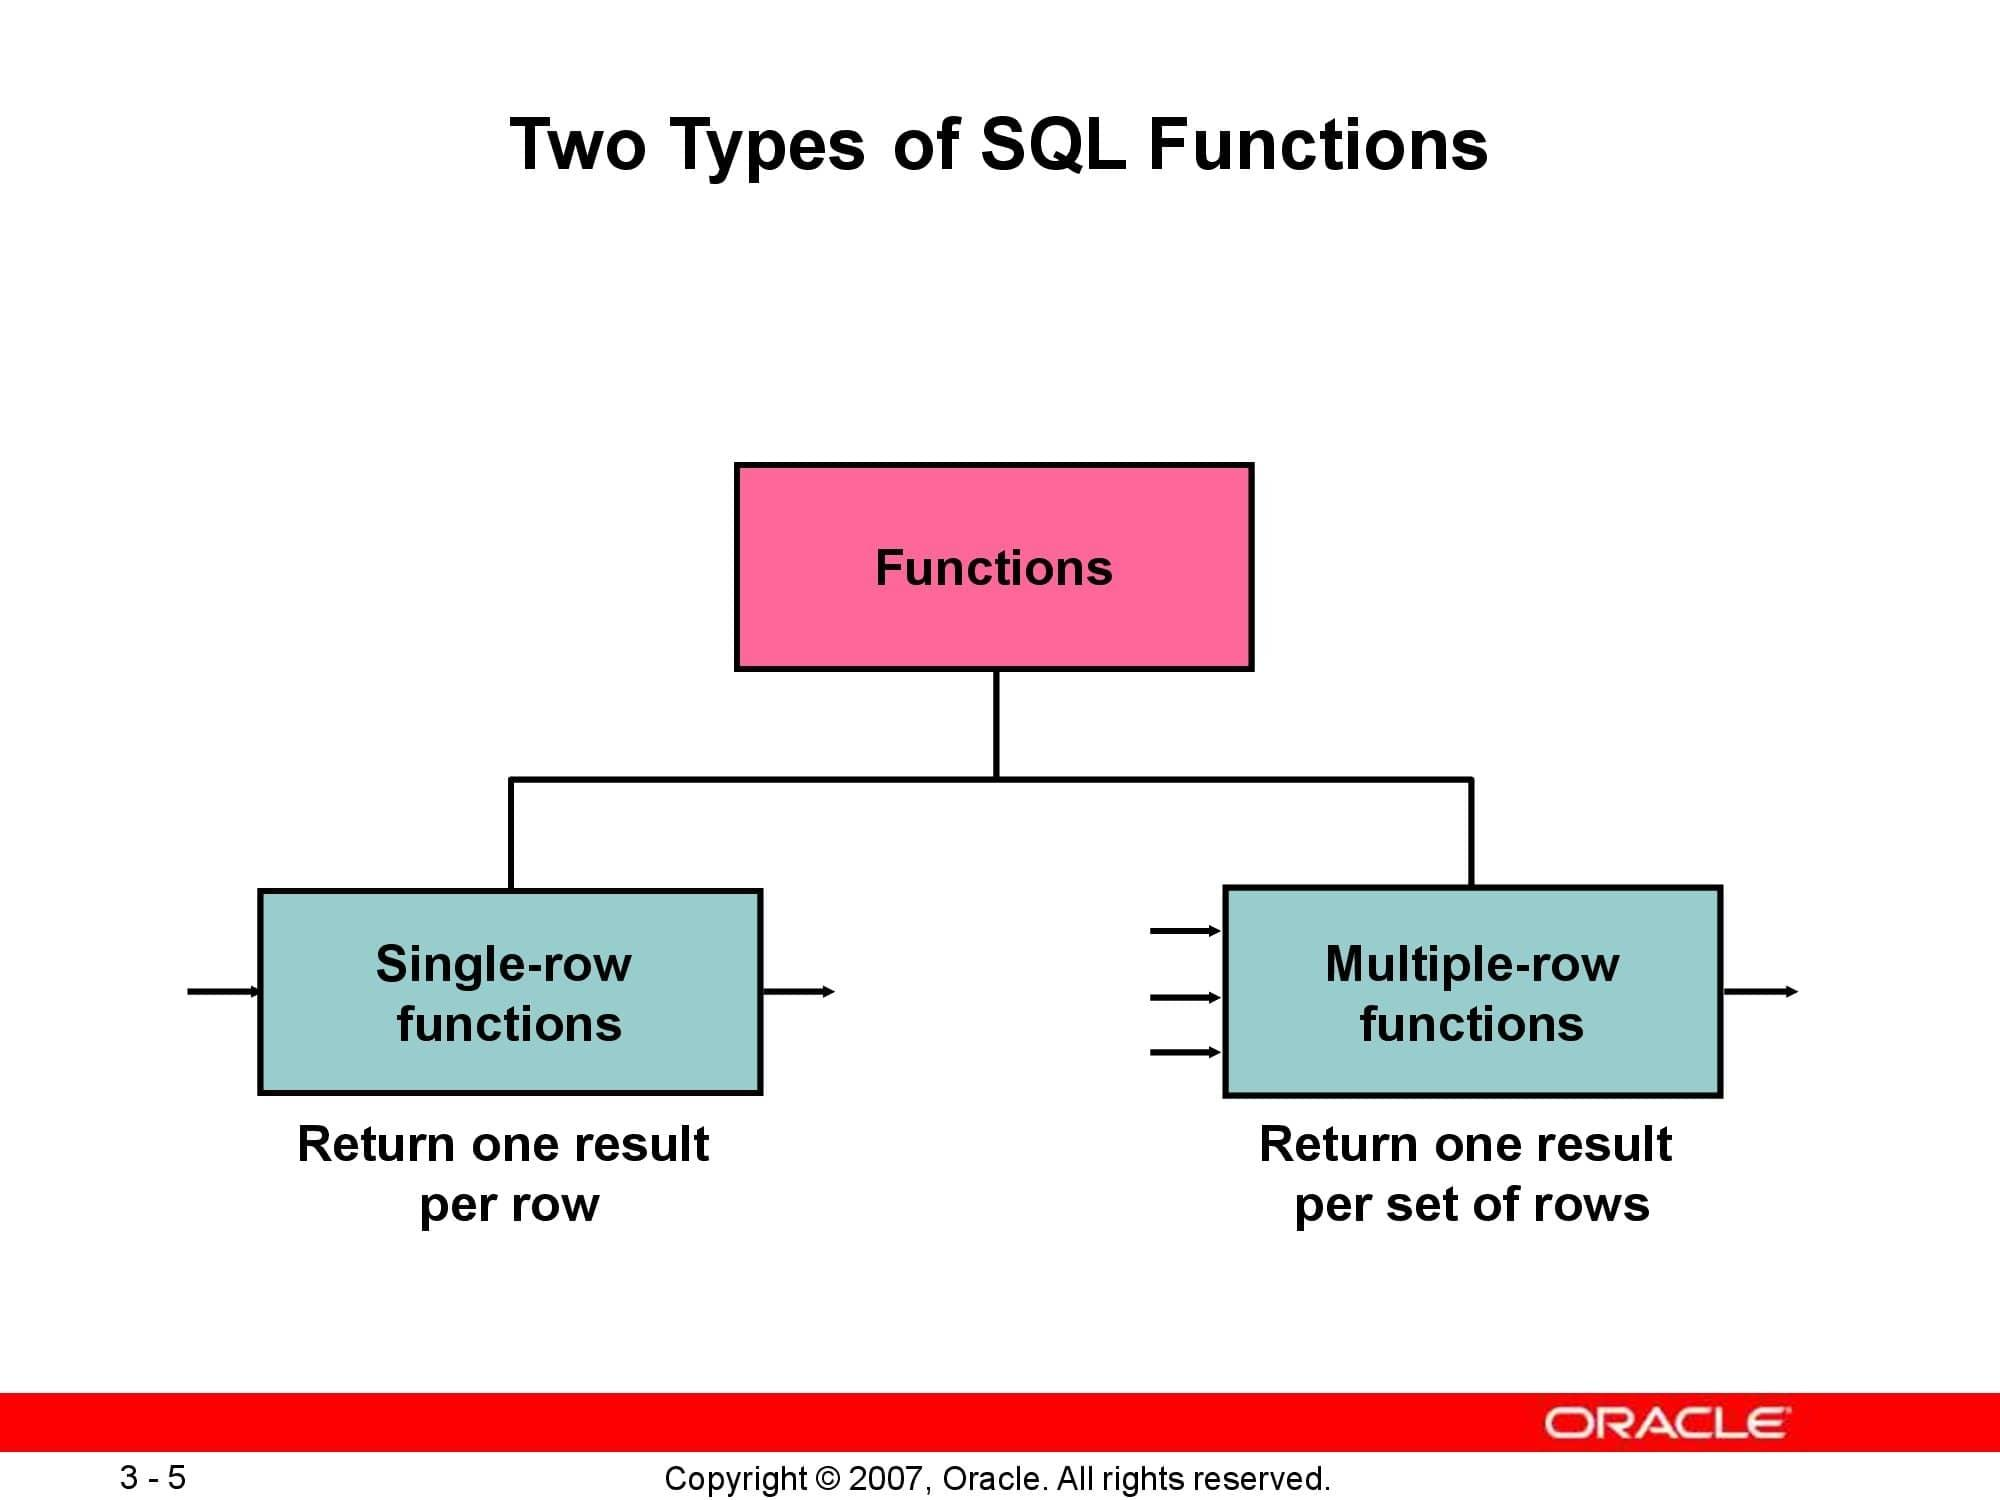 Two Types of SQL Functions
Functions
Single-row
functions
Return one result
per row
Multiple-row
functions
Return one result
per set of rows
ORACLE®
3 - 5
Copyright © 2007, Oracle. All rights reserved.